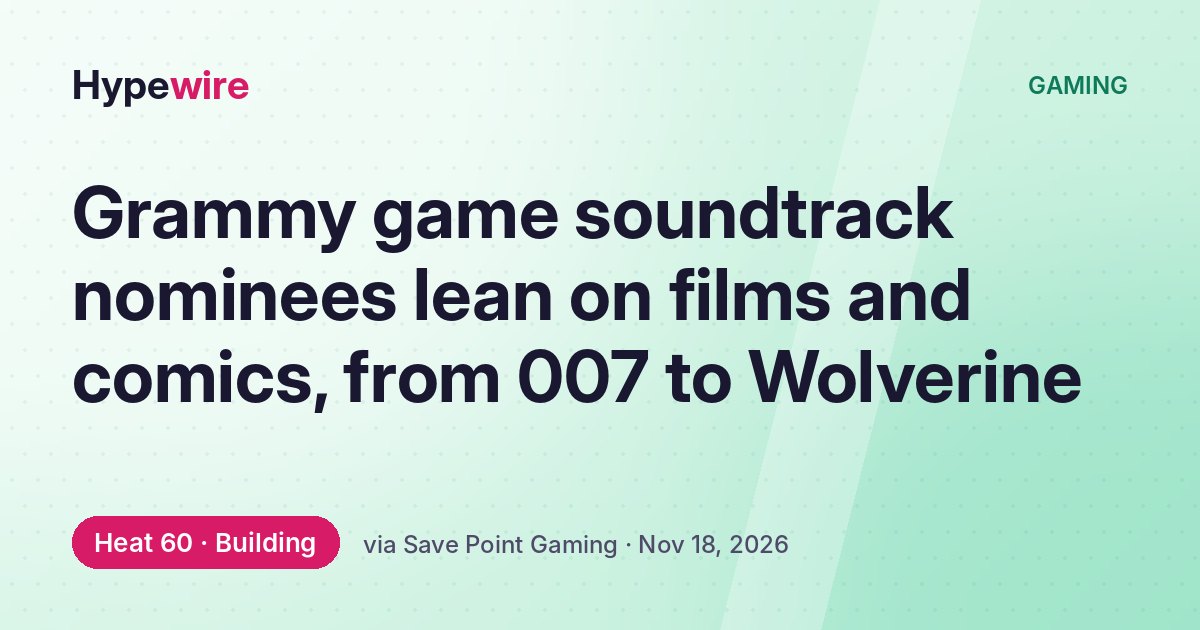 Hypewire
GAMING
Grammy game soundtrack
nominees lean on films and
comics, from 007 to Wolverine
Heat 60 · Building
via Save Point Gaming · Nov 18, 2026